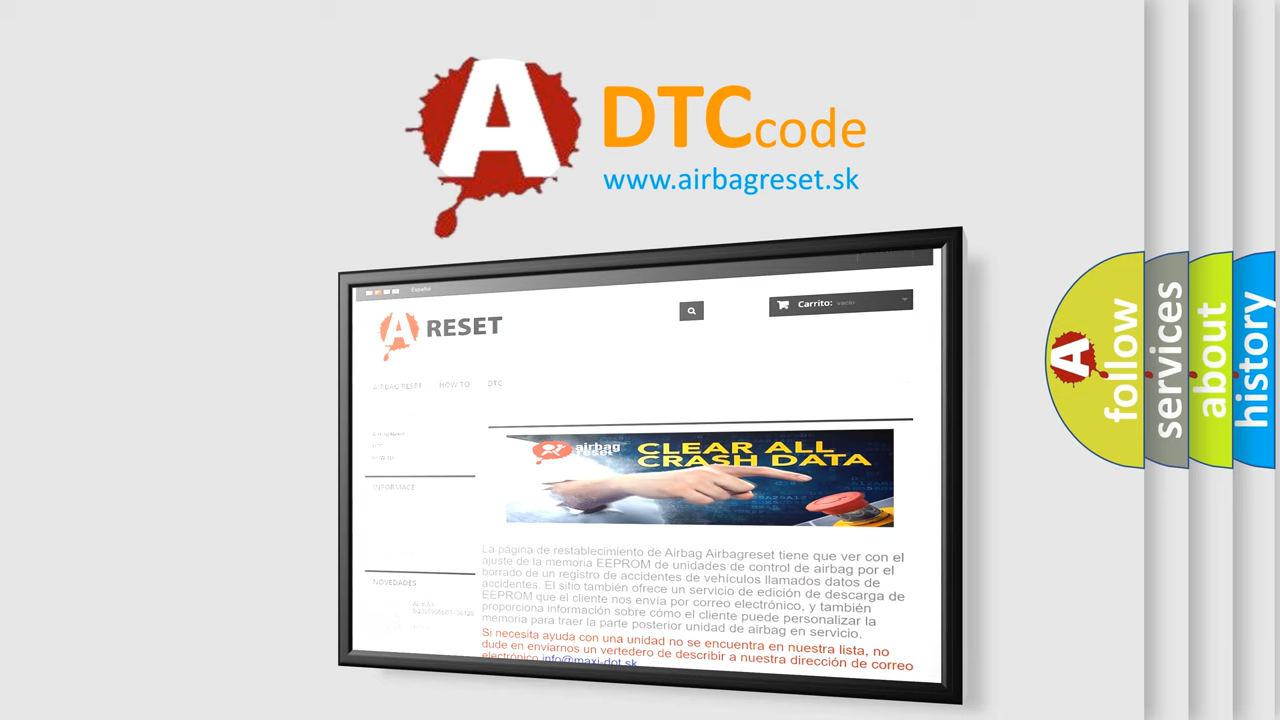 A
DTCcode
www.airbagreset.sk
Español
A RESET
Carrito: vacío
AIRBAG RESET HOW TO DTC
INFORMACE
NOVEDADES
airbag
reset
CLEAR ALL
CRASH DATA
La página de restablecimiento de Airbag Airbagreset tiene que ver con el
ajuste de la memoria EEPROM de unidades de control de airbag por el
borrado de un registro de accidentes de vehículos llamados datos de
accidentes. El sitio también ofrece un servicio de edición de descarga de
EEPROM que el cliente nos envía por correo electrónico, y también
proporciona información sobre cómo el cliente puede personalizar la
memoria para traer la parte posterior unidad de airbag en servicio.
Si necesita ayuda con una unidad no se encuentra en nuestra lista, no
dude en enviarnos un vertedero de describir a nuestra dirección de correo
electrónico info@maxi-dot.sk
A
follow
services
about
history